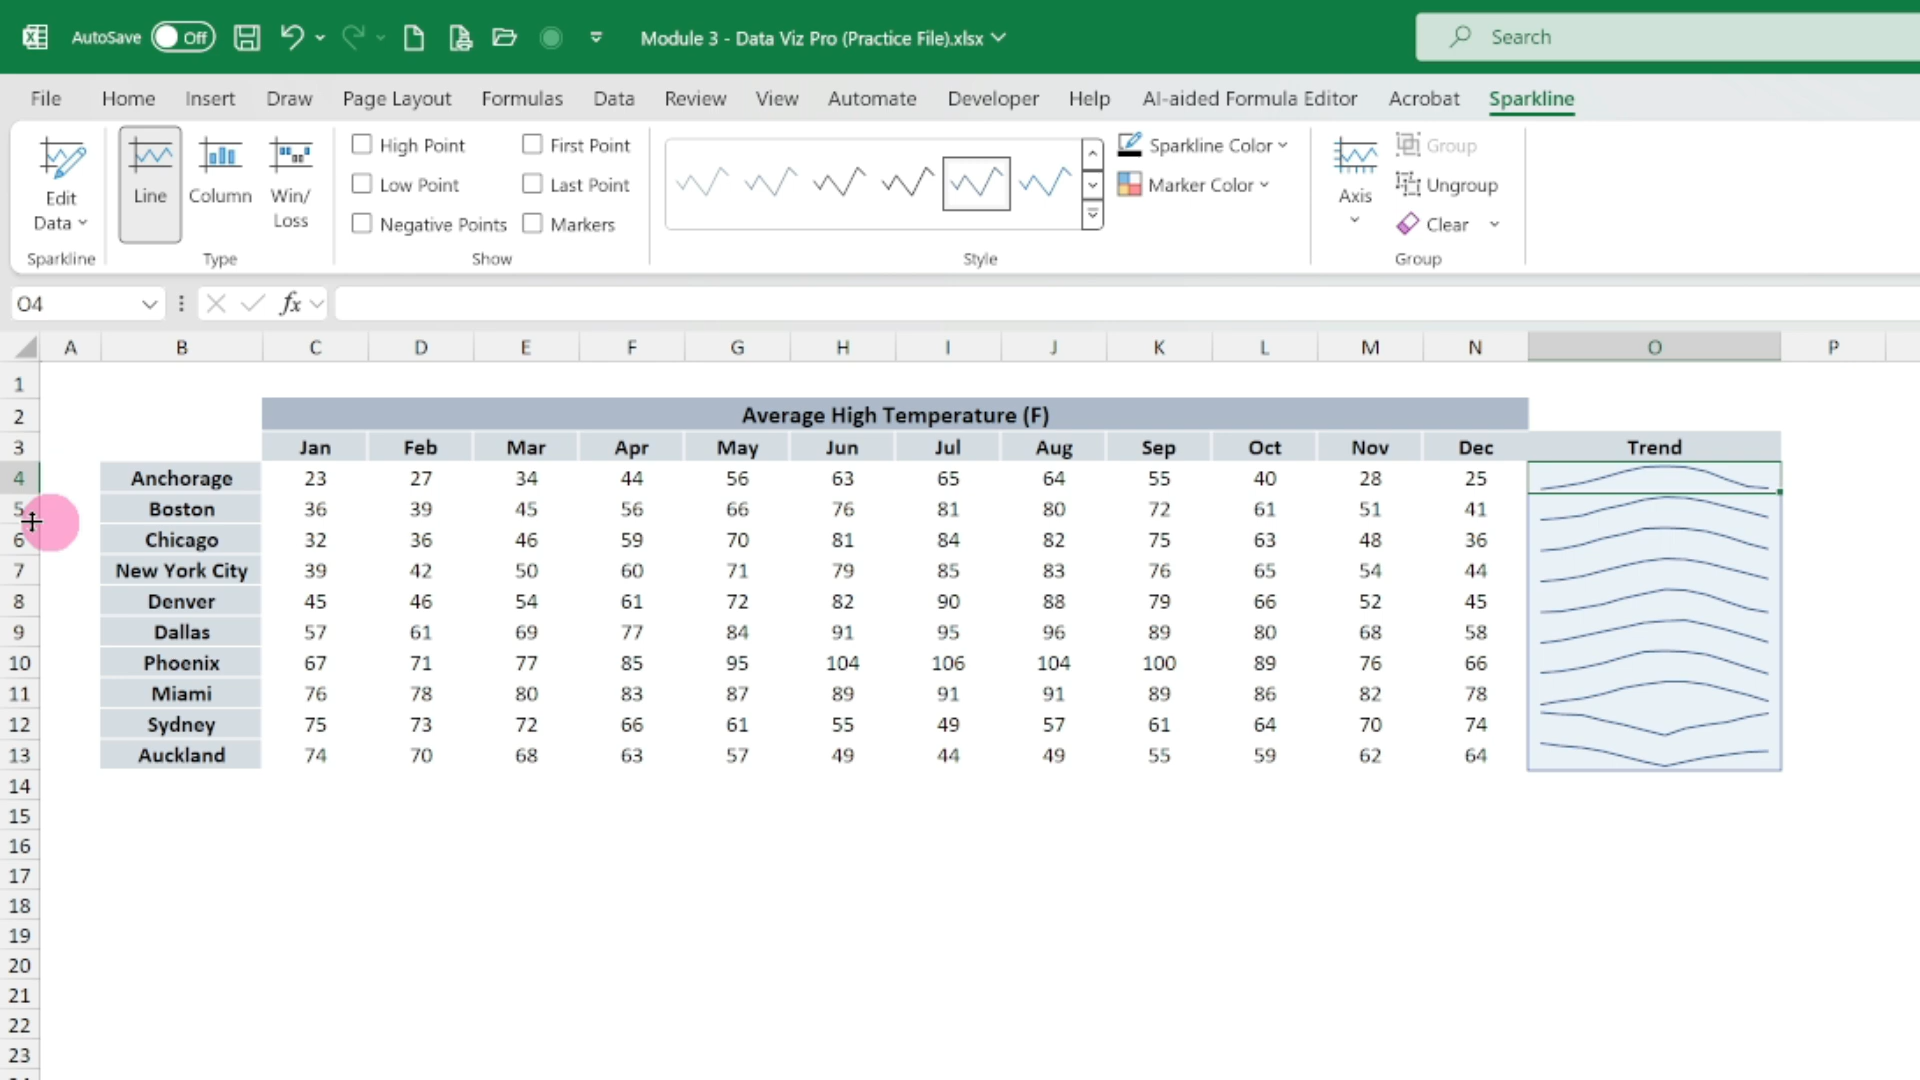 AutoSave Off Module 3 - Data Viz Pro (Practice File).xlsx Search
File Home Insert Draw Page Layout Formulas Data Review View Automate Developer Help AI-aided Formula Editor Acrobat Sparkline
Edit
Data
Sparkline
Line Column Win/
Loss
Type
High Point First Point
Low Point Last Point
Negative Points Markers
Show
Style
Sparkline Color
Marker Color
Axis
Group
Ungroup
Clear
Group
O4 fx
A B C D E F G H I J K L M N O P
1
2 Average High Temperature (F)
3 Jan Feb Mar Apr May Jun Jul Aug Sep Oct Nov Dec Trend
4 Anchorage 23 27 34 44 56 63 65 64 55 40 28 25
5 Boston 36 39 45 56 66 76 81 80 72 61 51 41
6 Chicago 32 36 46 59 70 81 84 82 75 63 48 36
7 New York City 39 42 50 60 71 79 85 83 76 65 54 44
8 Denver 45 46 54 61 72 82 90 88 79 66 52 45
9 Dallas 57 61 69 77 84 91 95 96 89 80 68 58
10 Phoenix 67 71 77 85 95 104 106 104 100 89 76 66
11 Miami 76 78 80 83 87 89 91 91 89 86 82 78
12 Sydney 75 73 72 66 61 55 49 57 61 64 70 74
13 Auckland 74 70 68 63 57 49 44 49 55 59 62 64
14
15
16
17
18
19
20
21
22
23